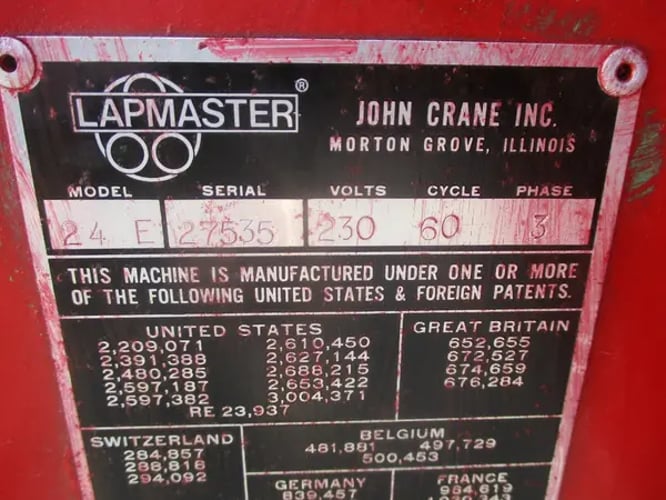 LAPMASTER®
JOHN CRANE INC.
MORTON GROVE, ILLINOIS
MODEL SERIAL VOLTS CYCLE PHASE
24 E 27535 230 60 3
THIS MACHINE IS MANUFACTURED UNDER ONE OR MORE
OF THE FOLLOWING UNITED STATES & FOREIGN PATENTS.
UNITED STATES
2,209,071 2,610,450
2,391,388 2,627,144
2,480,285 2,688,215
2,597,187 2,653,422
2,597,382 3,004,371
RE 23,937
GREAT BRITAIN
652,655
672,527
674,659
676,284
SWITZERLAND
284,857
288,818
294,092
BELGIUM
481,881 497,729
500,453
GERMANY
839,457
FRANCE
984,619